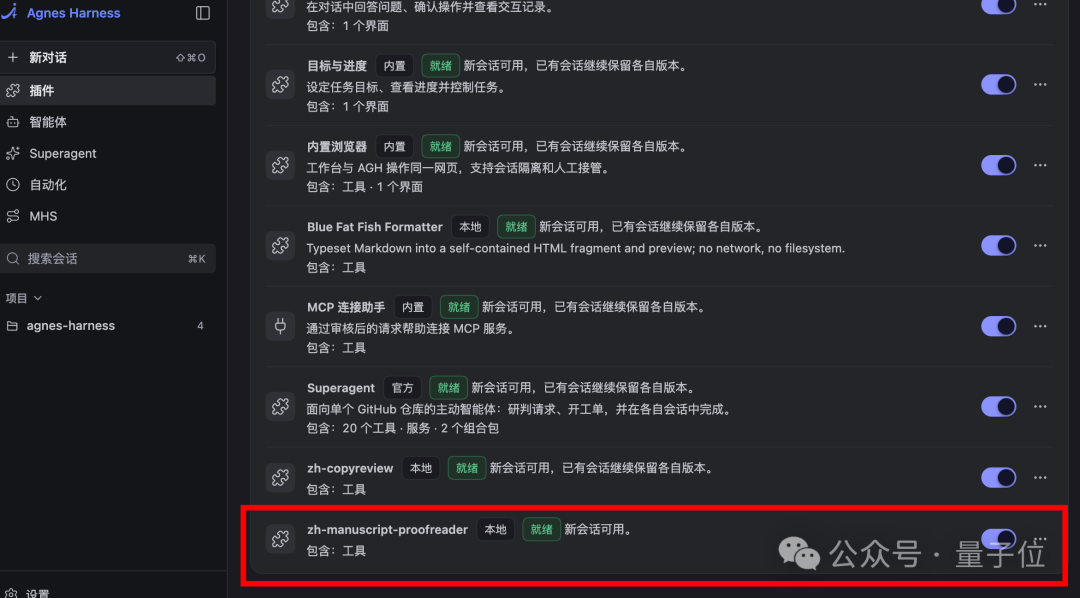 Agnes Harness
新对话
⇧⌘O
插件
智能体
Superagent
自动化
MHS
搜索会话
⌘K
项目
agnes-harness 4
设置
在对话中回答问题、确认操作并查看交互记录。
包含：1 个界面
目标与进度 内置 就绪 新会话可用，已有会话继续保留各自版本。
设定任务目标、查看进度并控制任务。
包含：1 个界面
内置浏览器 内置 就绪 新会话可用，已有会话继续保留各自版本。
工作台与 AGH 操作同一网页，支持会话隔离和人工接管。
包含：工具 · 1 个界面
Blue Fat Fish Formatter 本地 就绪 新会话可用，已有会话继续保留各自版本。
Typeset Markdown into a self-contained HTML fragment and preview; no network, no filesystem.
包含：工具
MCP 连接助手 内置 就绪 新会话可用，已有会话继续保留各自版本。
通过审核后的请求帮助连接 MCP 服务。
包含：工具
Superagent 官方 就绪 新会话可用，已有会话继续保留各自版本。
面向单个 GitHub 仓库的主动智能体：研判请求、开工单，并在各自会话中完成。
包含：20 个工具 · 服务 · 2 个组合包
zh-copyreview 本地 就绪 新会话可用，已有会话继续保留各自版本。
包含：工具
zh-manuscript-proofreader 本地 就绪 新会话可用。
包含：工具
公众号 · 量子位